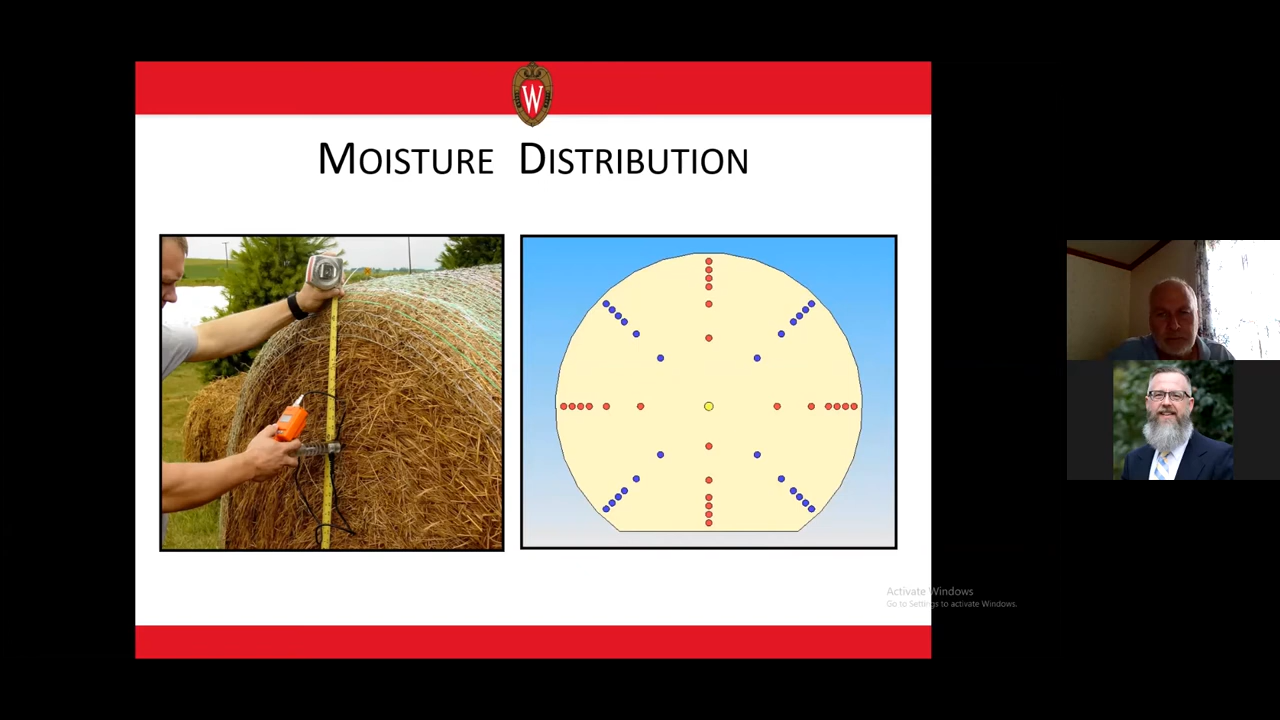 W
MOISTURE DISTRIBUTION
Activate Windows
Go to Settings to activate Windows.